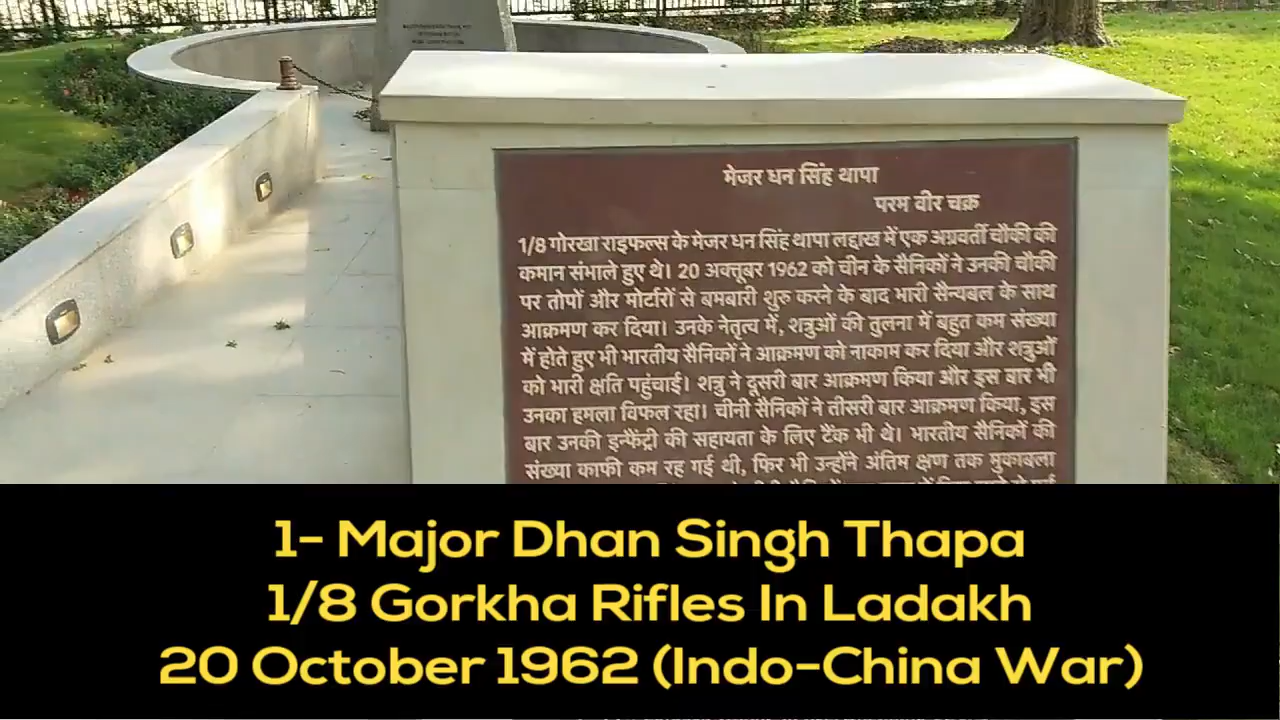 मेजर धन सिंह थापा
परम वीर चक्र
1/8 गोरखा राइफल्स के मेजर धन सिंह थापा लद्दाख में एक अग्रवर्ती चौकी की
कमान संभाले हुए थे। 20 अक्तूबर 1962 को चीन के सैनिकों ने उनकी चौकी
पर तोपों और मोर्टारों से बमबारी शुरु करने के बाद भारी सैन्यबल के साथ
आक्रमण कर दिया। उनके नेतृत्व में, शत्रुओं की तुलना में बहुत कम संख्या
में होते हुए भी भारतीय सैनिकों ने आक्रमण को नाकाम कर दिया और शत्रुओं
को भारी क्षति पहुंचाई। शत्रु ने दूसरी बार आक्रमण किया और इस बार भी
उनका हमला विफल रहा। चीनी सैनिकों ने तीसरी बार आक्रमण किया, इस
बार उनकी इन्फैंट्री की सहायता के लिए टैंक भी थे। भारतीय सैनिकों की
संख्या काफी कम रह गई थी, फिर भी उन्होंने अंतिम क्षण तक मुकाबला
1- Major Dhan Singh Thapa
1/8 Gorkha Rifles In Ladakh
20 October 1962 (Indo-China War)